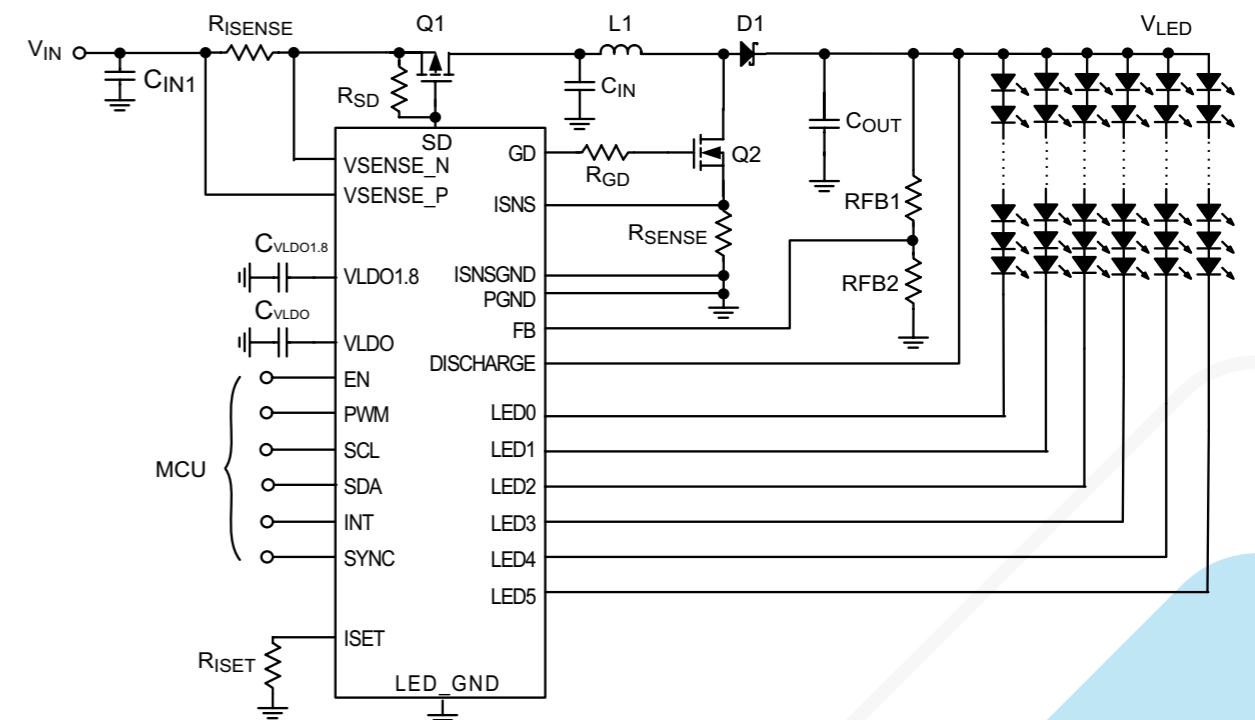 RISENSE
Q1
L1
D1
VLED
VIN
CIN1
RSD
CIN
COUT
SD
VSENSE_N
VSENSE_P
GD
RGD
Q2
ISNS
RFB1
RSENSE
CVLDO1.8
VLDO1.8
ISNSGND
PGND
RFB2
CVLDO
VLDO
FB
DISCHARGE
EN
PWM
SCL
SDA
INT
SYNC
MCU
LED0
LED1
LED2
LED3
LED4
LED5
ISET
RISET
LED_GND